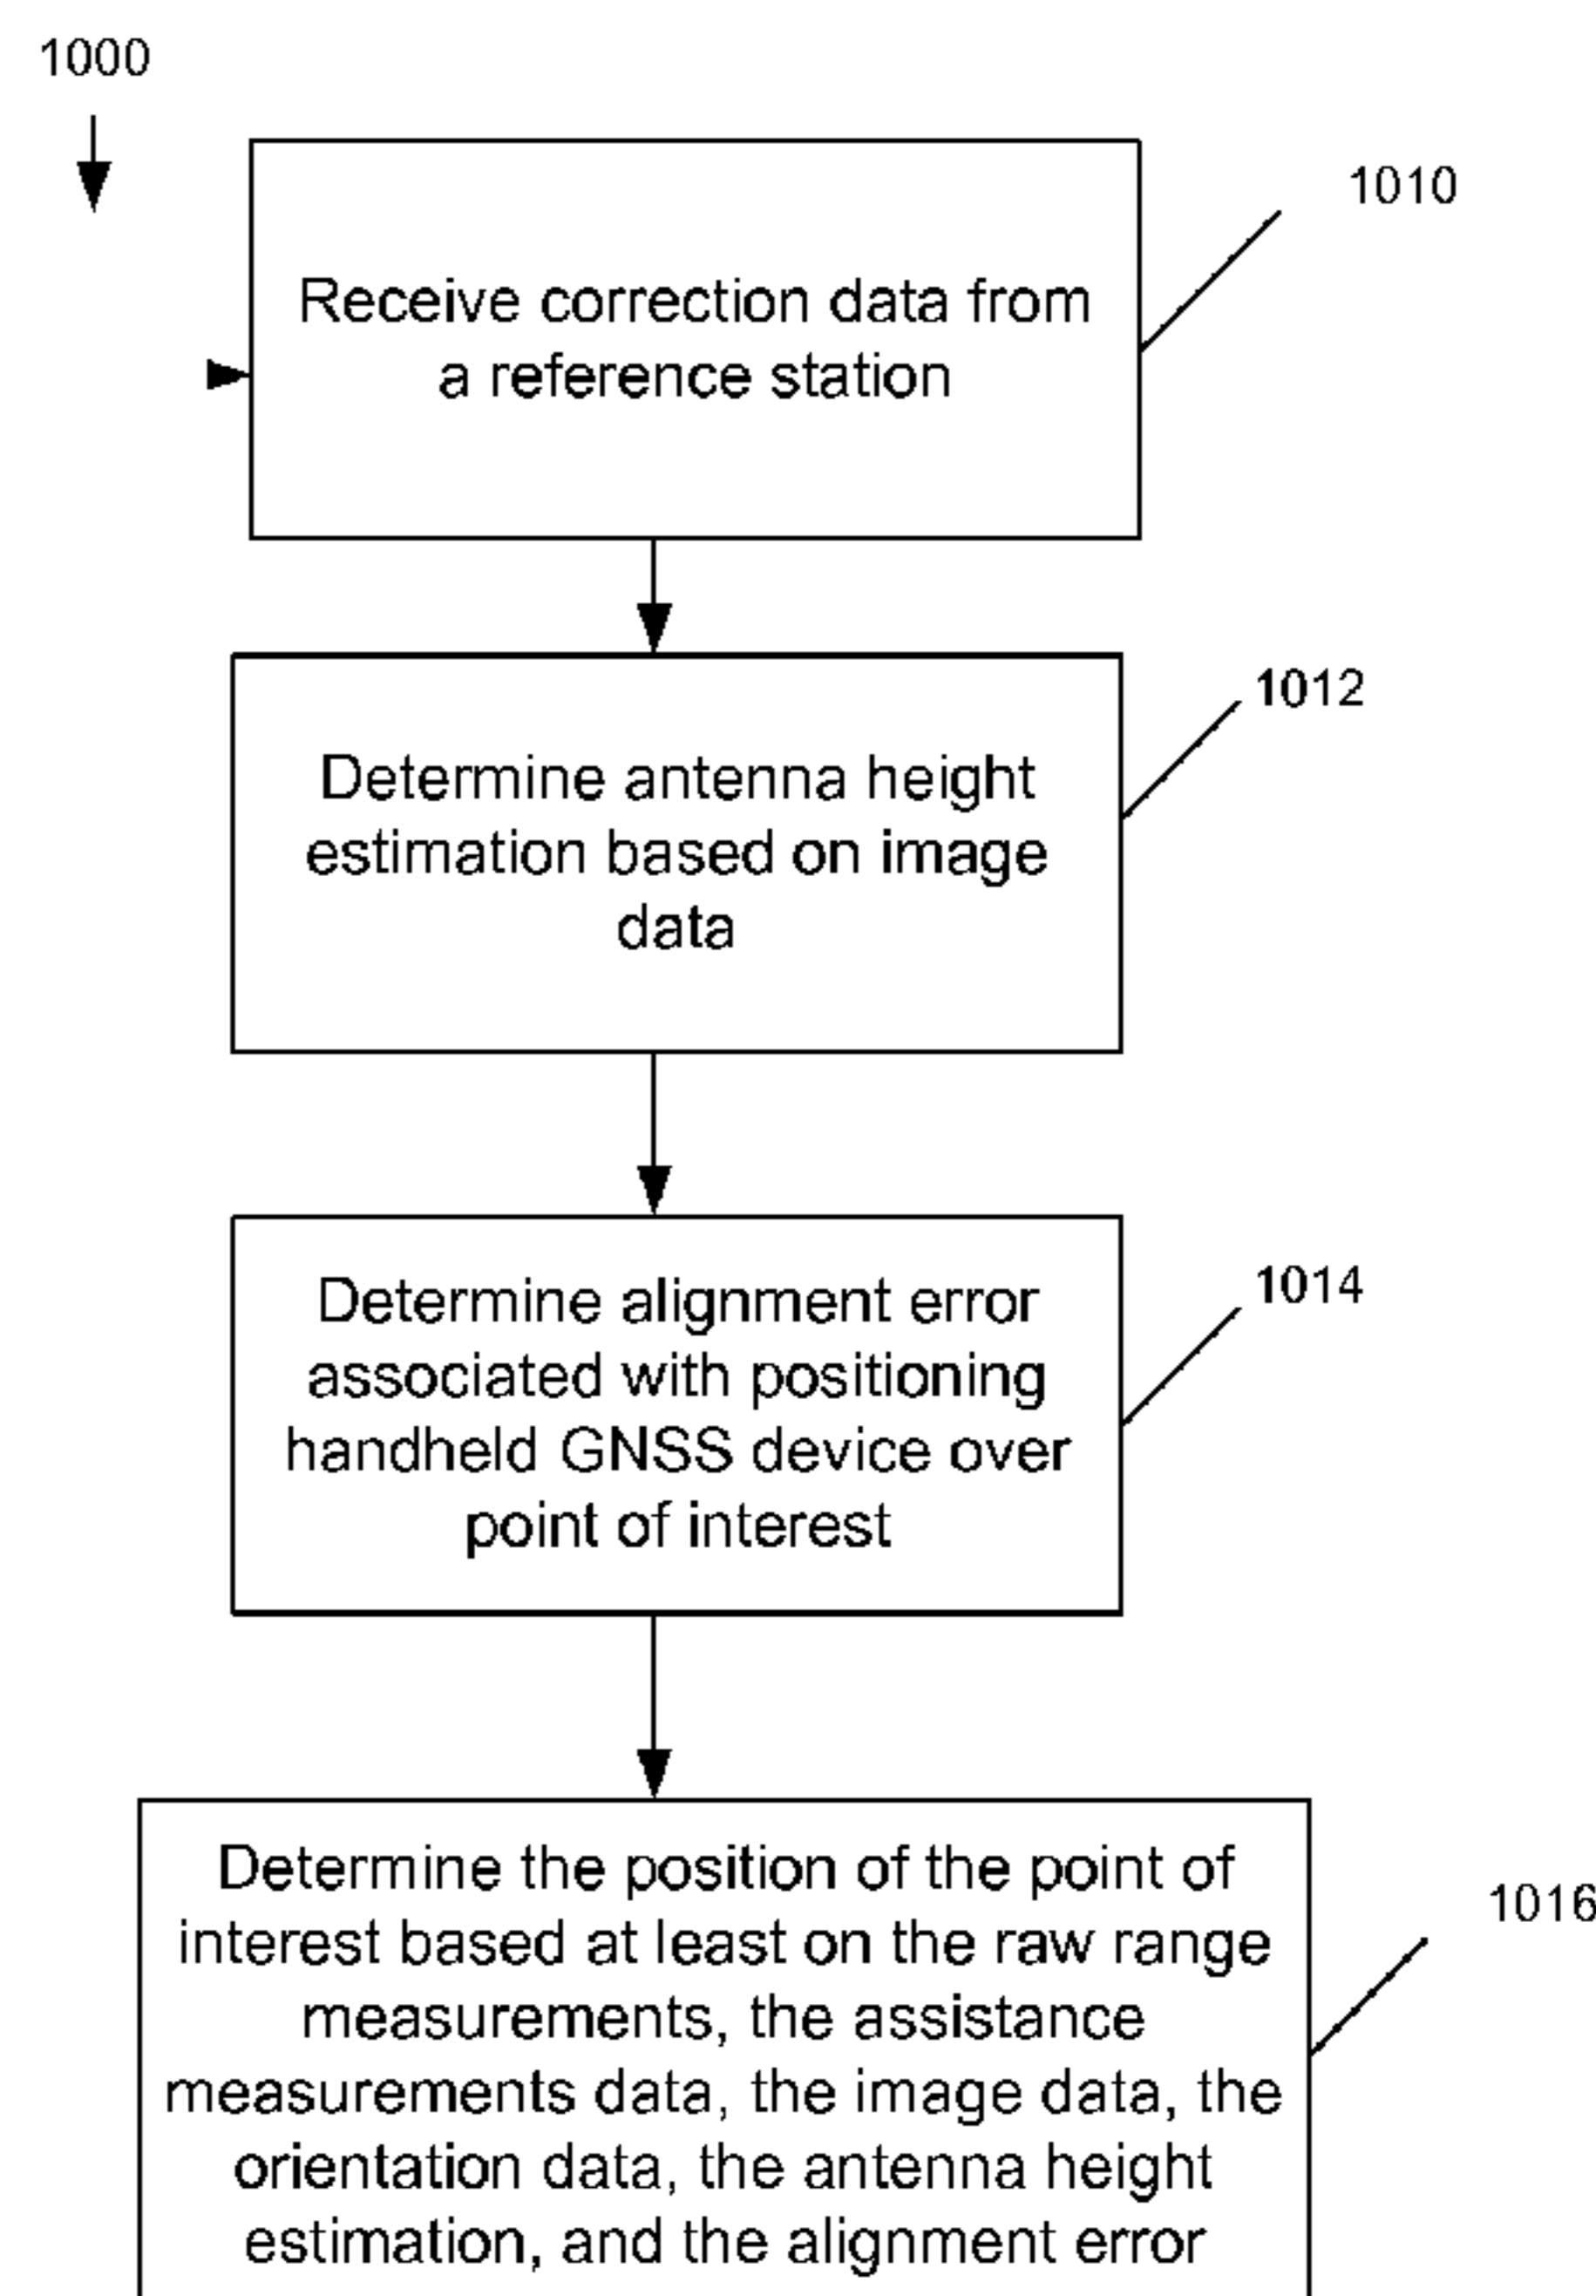 1000
1010
Receive correction data from
a reference station
1012
Determine antenna height
estimation based on image
data
1014
Determine alignment error
associated with positioning
handheld GNSS device over
point of interest
1016
Determine the position of the point of
interest based at least on the raw range
measurements, the assistance
measurements data, the image data, the
orientation data, the antenna height
estimation, and the alignment error